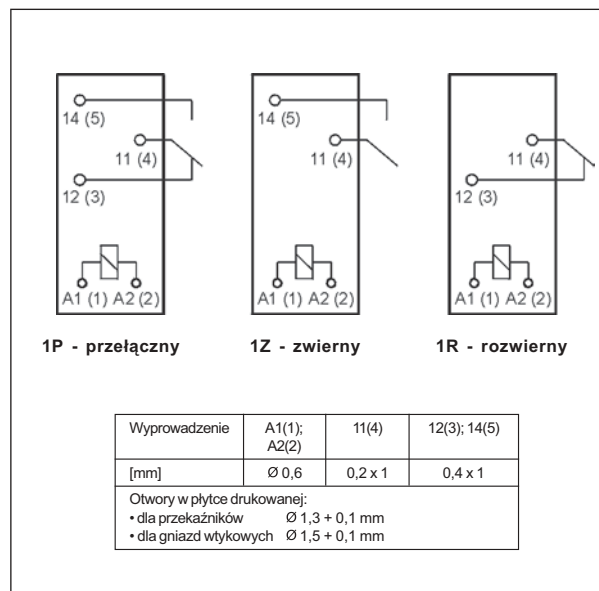 14 (5)
11 (4)
12 (3)
A1 (1) A2 (2)
1P - przełączny
14 (5)
11 (4)
A1 (1) A2 (2)
1Z - zwierny
11 (4)
12 (3)
A1 (1) A2 (2)
1R - rozwierny
Wyprowadzenie A1(1); 11(4) 12(3); 14(5)
A2(2)
[mm] Ø 0,6 0,2 x 1 0,4 x 1
Otwory w płytce drukowanej:
• dla przekaźników Ø 1,3 + 0,1 mm
• dla gniazd wtykowych Ø 1,5 + 0,1 mm